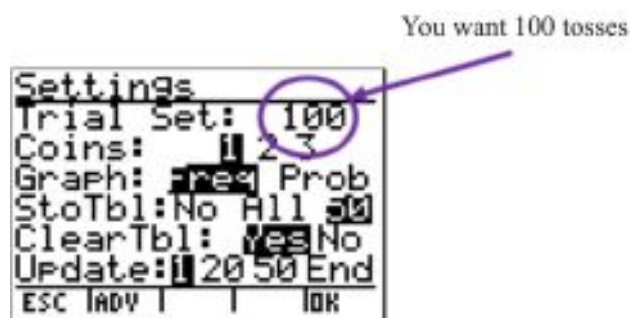 You want 100 tosses
Settings
Trial Set: 100
Coins: 1 2 3
Graph: Freq Prob
StoTbl:No All 50
ClearTbl: Yes No
Update:1 20 50 End
ESC ADV OK